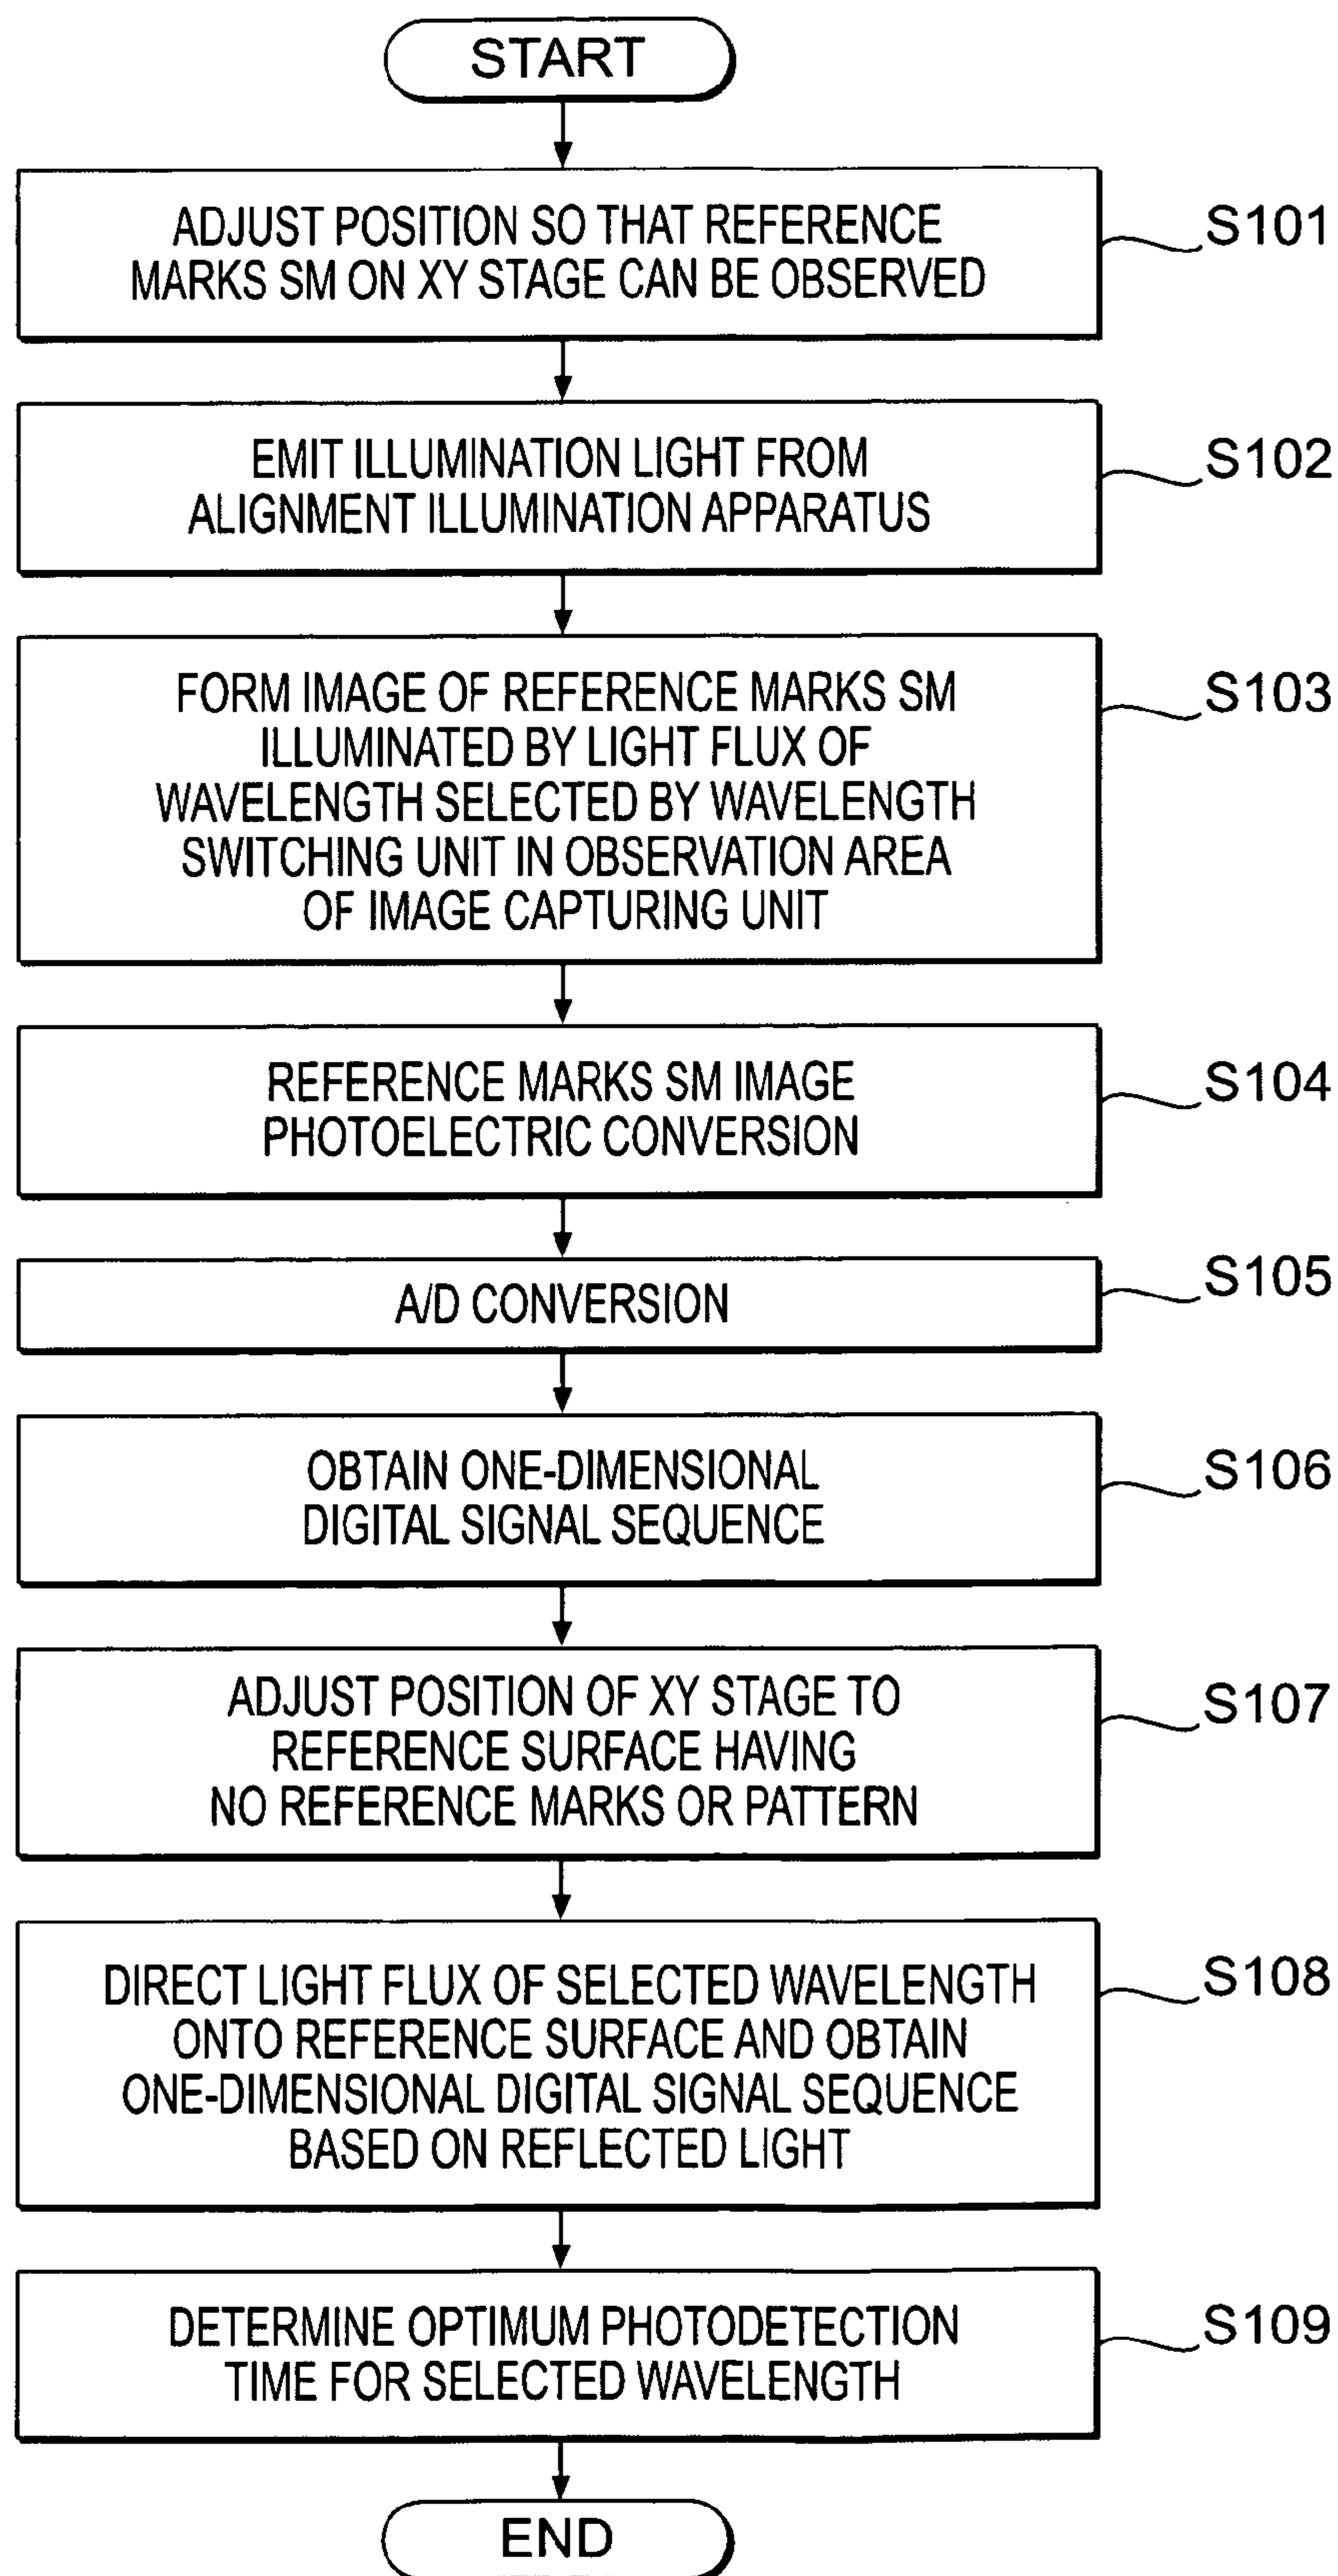 START
ADJUST POSITION SO THAT REFERENCE
MARKS SM ON XY STAGE CAN BE OBSERVED
S101
EMIT ILLUMINATION LIGHT FROM
ALIGNMENT ILLUMINATION APPARATUS
S102
FORM IMAGE OF REFERENCE MARKS SM
ILLUMINATED BY LIGHT FLUX OF
WAVELENGTH SELECTED BY WAVELENGTH
SWITCHING UNIT IN OBSERVATION AREA
OF IMAGE CAPTURING UNIT
S103
REFERENCE MARKS SM IMAGE
PHOTOELECTRIC CONVERSION
S104
A/D CONVERSION
S105
OBTAIN ONE-DIMENSIONAL
DIGITAL SIGNAL SEQUENCE
S106
ADJUST POSITION OF XY STAGE TO
REFERENCE SURFACE HAVING
NO REFERENCE MARKS OR PATTERN
S107
DIRECT LIGHT FLUX OF SELECTED WAVELENGTH
ONTO REFERENCE SURFACE AND OBTAIN
ONE-DIMENSIONAL DIGITAL SIGNAL SEQUENCE
BASED ON REFLECTED LIGHT
S108
DETERMINE OPTIMUM PHOTODETECTION
TIME FOR SELECTED WAVELENGTH
S109
END